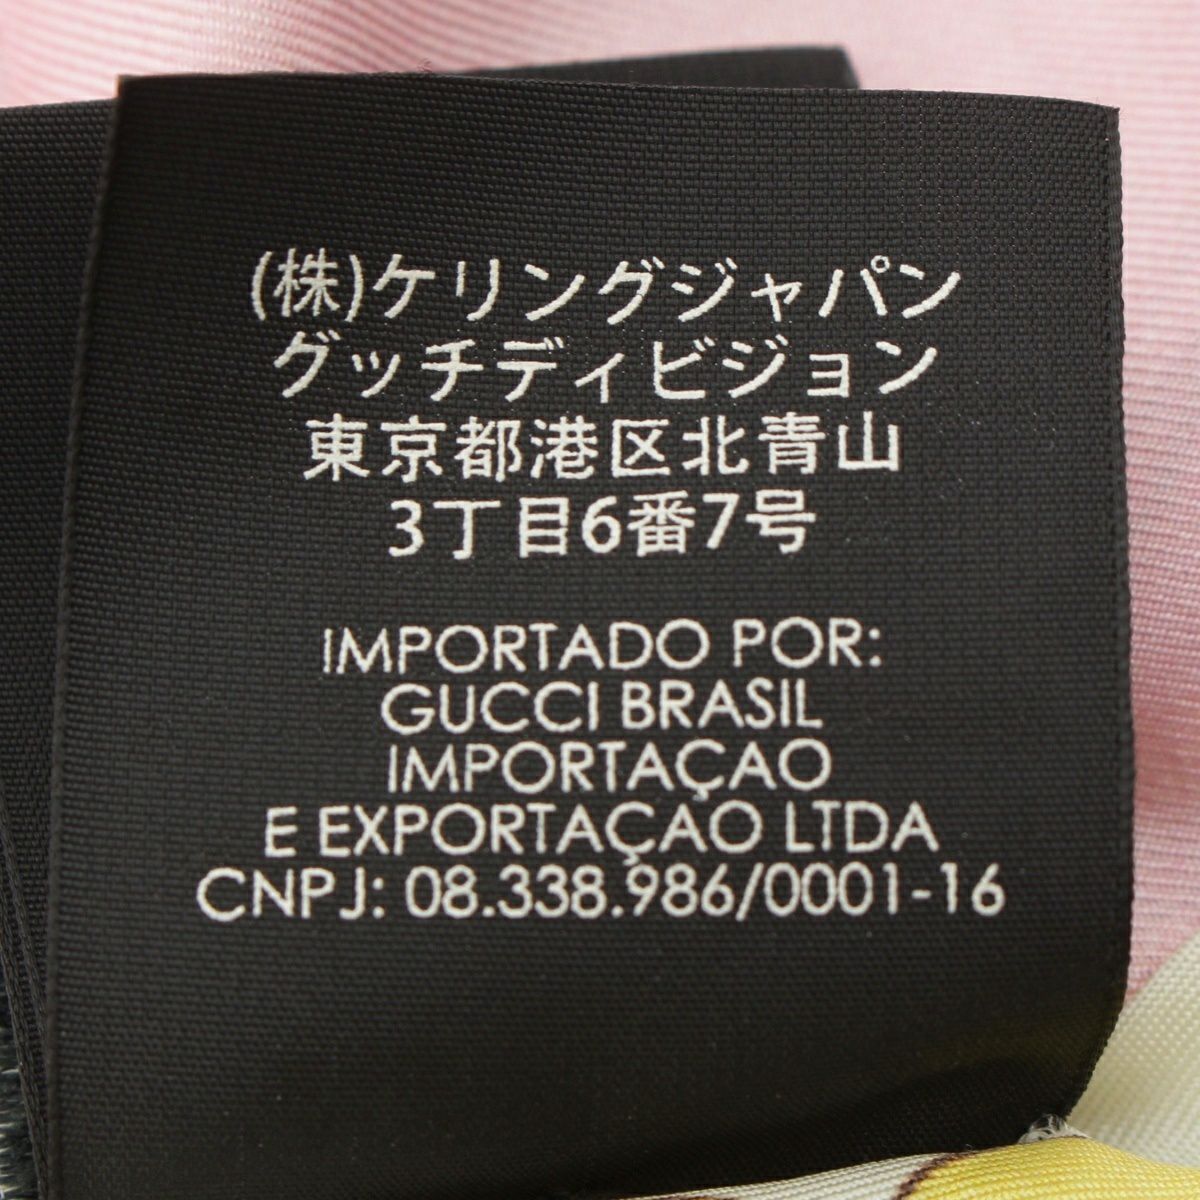 (株)ケリングジャパン
グッチディビジョン
東京都港区北青山
3丁目6番7号
IMPORTADO POR:
GUCCI BRASIL
IMPORTAÇAO
E EXPORTAÇAO LTDA
CNPJ: 08.338.986/0001-16